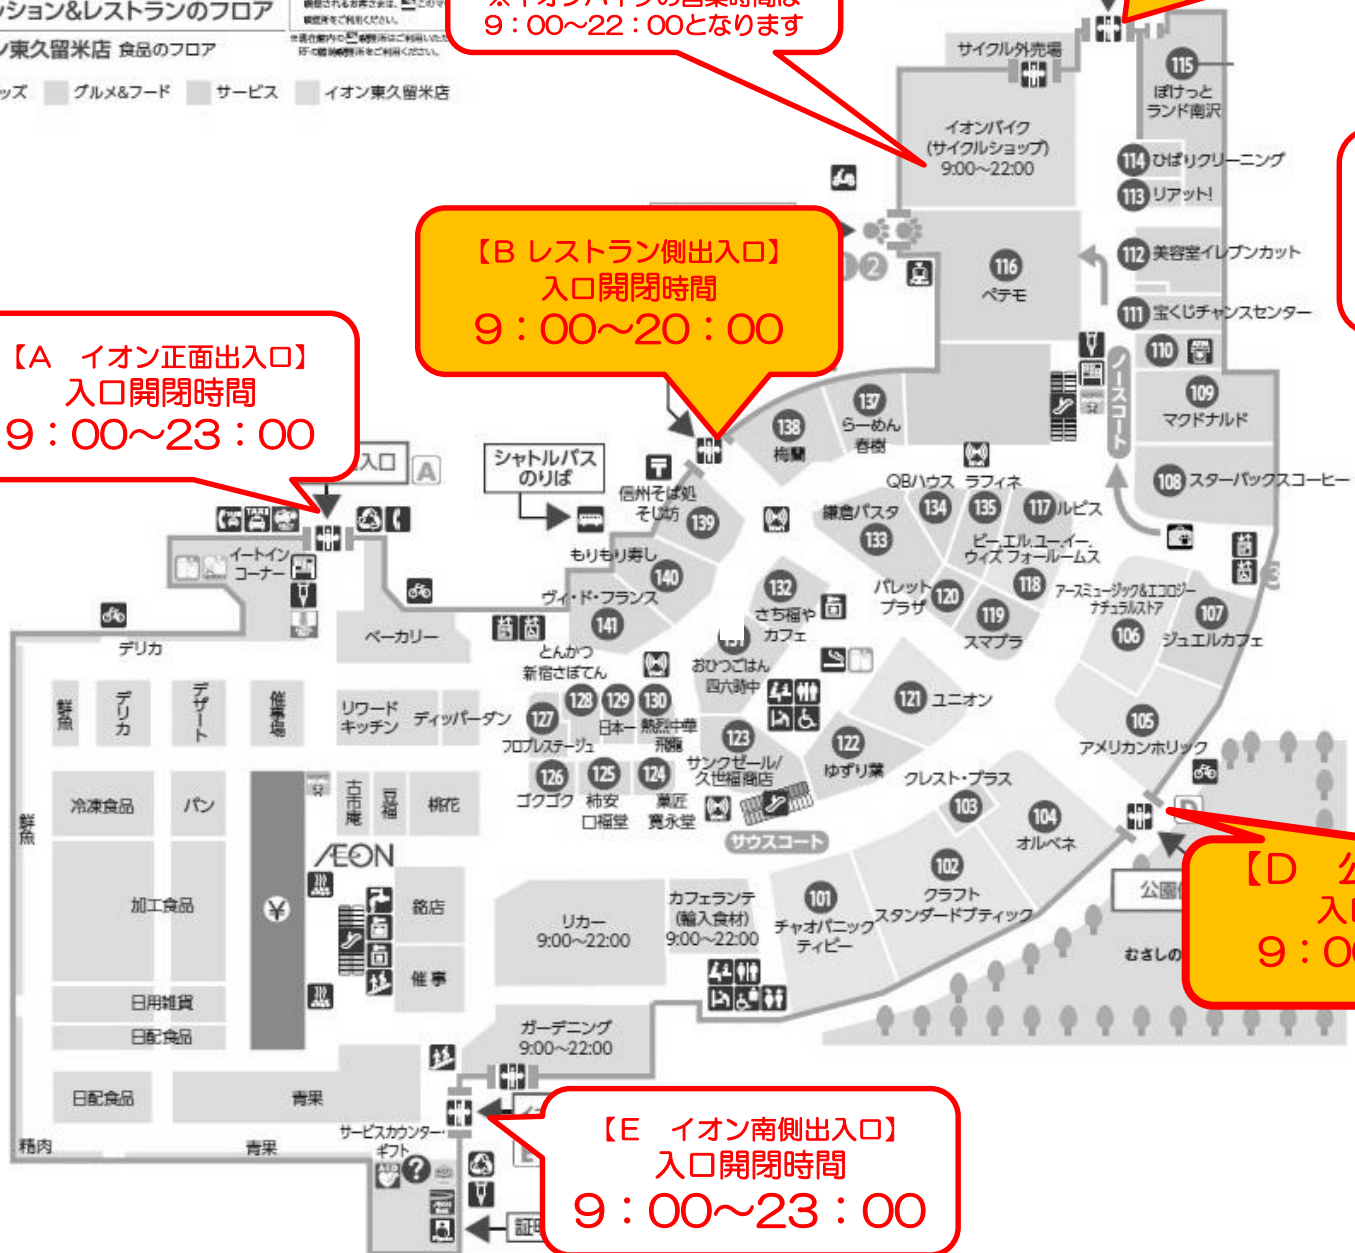 ッション&レストランのフロア
ン東久留米店 食品のフロア
ッズ
グルメ&フード
サービス
イオン東久留米店
※イオンバイクの営業時間は
9：00～22：00となります
サイクル外売場
115
ぽけっと
ランド南沢
イオンバイク
(サイクルショップ)
9:00～22:00
114 ひばりクリーニング
113 リアット!
【B レストラン側出入口】
入口開閉時間
9：00～20：00
2
116
ペテモ
112 美容室イレブンカット
111 宝くじチャンスセンター
110
ATM
ノースコート
109
マクドナルド
【A イオン正面出入口】
入口開閉時間
9：00～23：00
入口 A
137
らーめん
春樹
138
梅蘭
シャトルバス
のりば
信州そば処
そじ坊
139
QBハウス
134
ラフィネ
135
117 ルピス
108 スターバックスコーヒー
鎌倉パスタ
133
ビー.エル.ユー.イー.
ウィズ フォールームス
118
TAXI
イートイン
コーナー
もりもり寿し
140
132
さち福や
カフェ
パレット
プラザ
120
119
スマプラ
アースミュージック&エコロジー
ナチュラルストア
106
107
ジュエルカフェ
ヴィ・ド・フランス
141
デリカ
ベーカリー
とんかつ
新宿さぼてん
おひつごはん
四六時中
鮮魚
デリカ
デザート
催事場
リワード
キッチン
ディッパーダン
127
フロプレステージュ
128
129
日本一
130
熱烈中華
飛龍
123
サンクゼール/
久世福商店
121 ユニオン
122
ゆずり葉
105
アメリカンホリック
鮮魚
冷凍食品
パン
古市庵
豆福
桃花
126
ゴクゴク
125
柿安
口福堂
124
菓匠
寛永堂
サウスコート
クレスト・プラス
103
104
オルベネ
D
ÆON
加工食品
¥
銘店
催事
リカー
9:00～22:00
カフェランテ
(輸入食材)
9:00～22:00
101
チャオパニック
ティピー
102
クラフト
スタンダードブティック
公園
むさしの
【D 公
入
9：0
日用雑貨
日配食品
日配食品
青果
ガーデニング
9:00～22:00
精肉
青果
サービスカウンター・
ギフト
AED
?
【E イオン南側出入口】
入口開閉時間
9：00～23：00
証